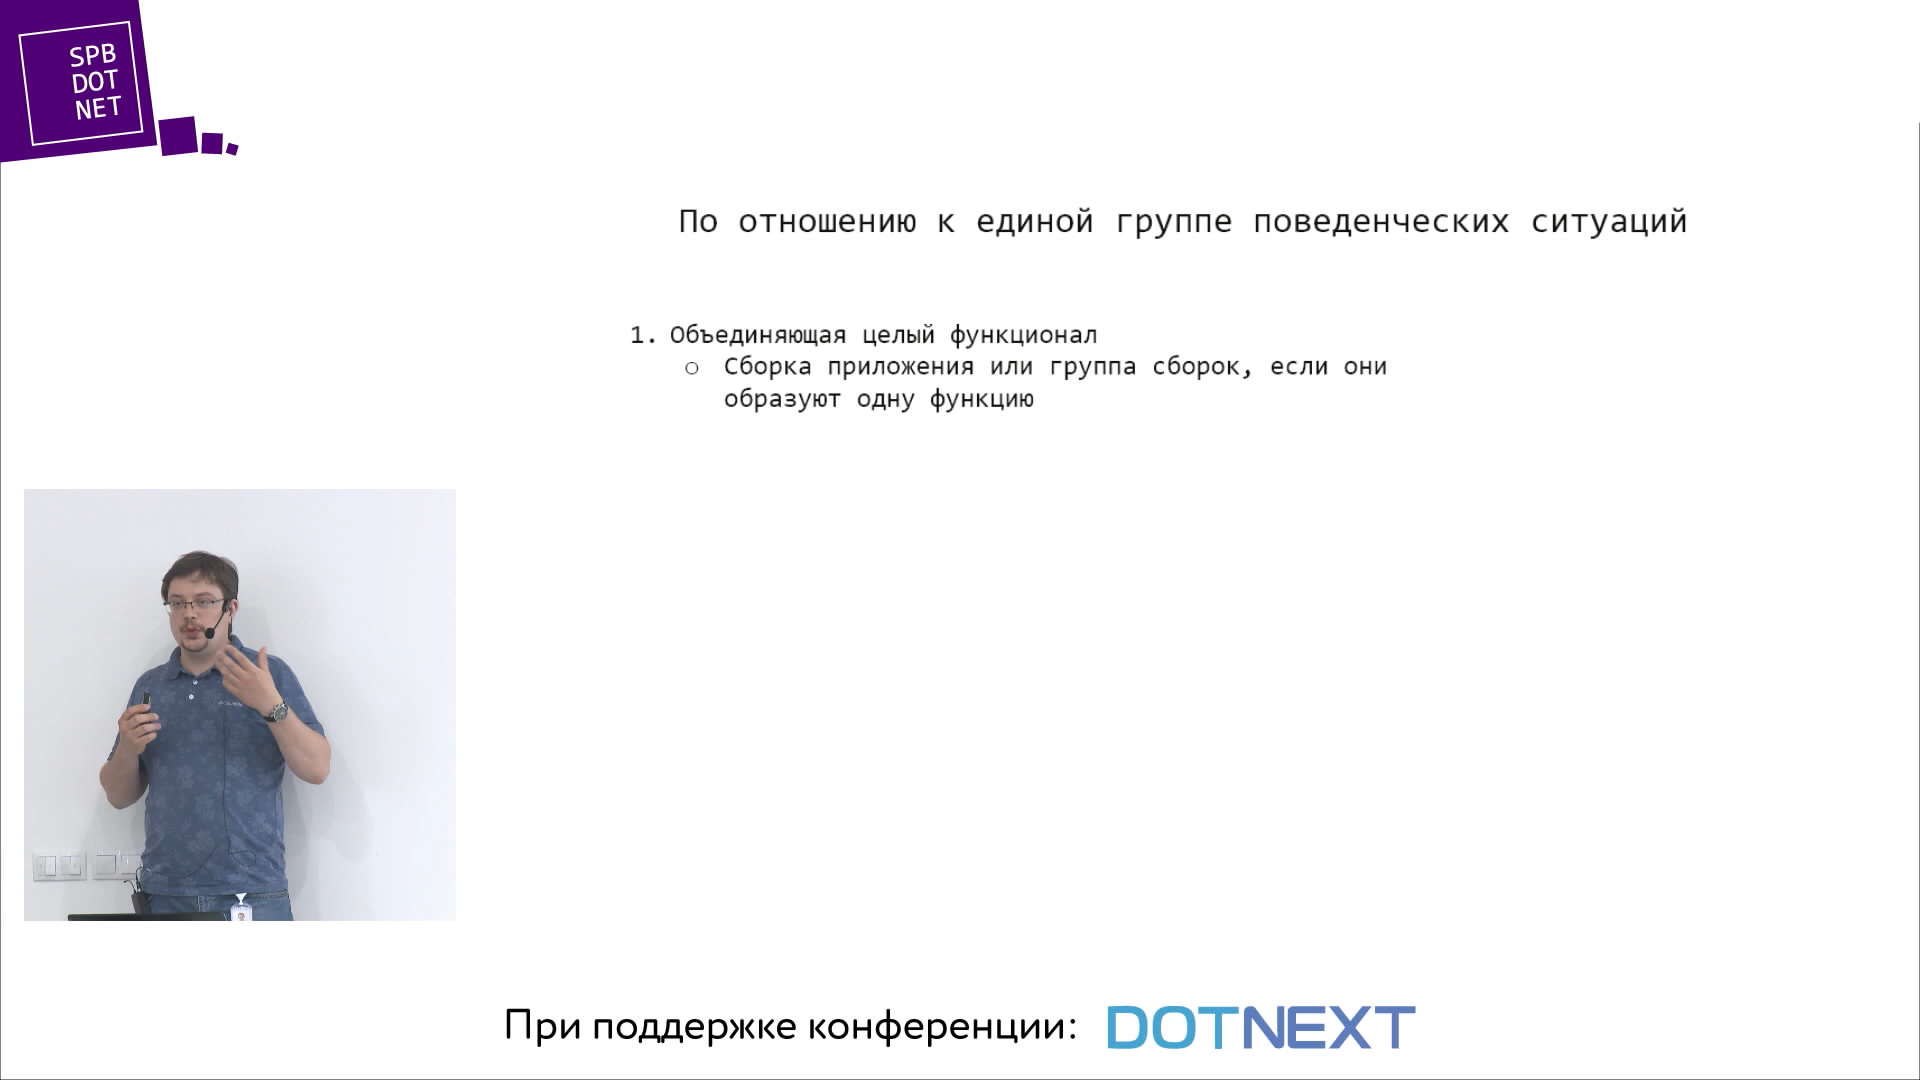 SPB
DOT
NET
По отношению к единой группе поведенческих ситуаций
1. Объединяющая целый функционал
○ Сборка приложения или группа сборок, если они
образуют одну функцию
При поддержке конференции: DOTNEXT